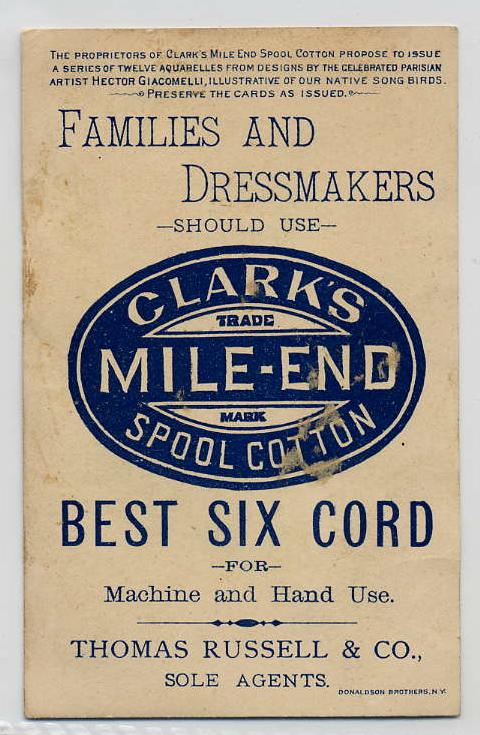 THE PROPRIETORS OF CLARK'S MILE END SPOOL COTTON PROPOSE TO ISSUE
A SERIES OF TWELVE AQUARELLES FROM DESIGNS BY THE CELEBRATED PARISIAN
ARTIST HECTOR GIACOMELLI, ILLUSTRATIVE OF OUR NATIVE SONG BIRDS.
PRESERVE THE CARDS AS ISSUED.
FAMILIES AND
DRESSMAKERS
—SHOULD USE—
CLARK'S
TRADE
MILE-END
MARK
SPOOL COTTON
BEST SIX CORD
—FOR—
Machine and Hand Use.
THOMAS RUSSELL & CO.,
SOLE AGENTS.
DONALDSON BROTHERS, N.Y.